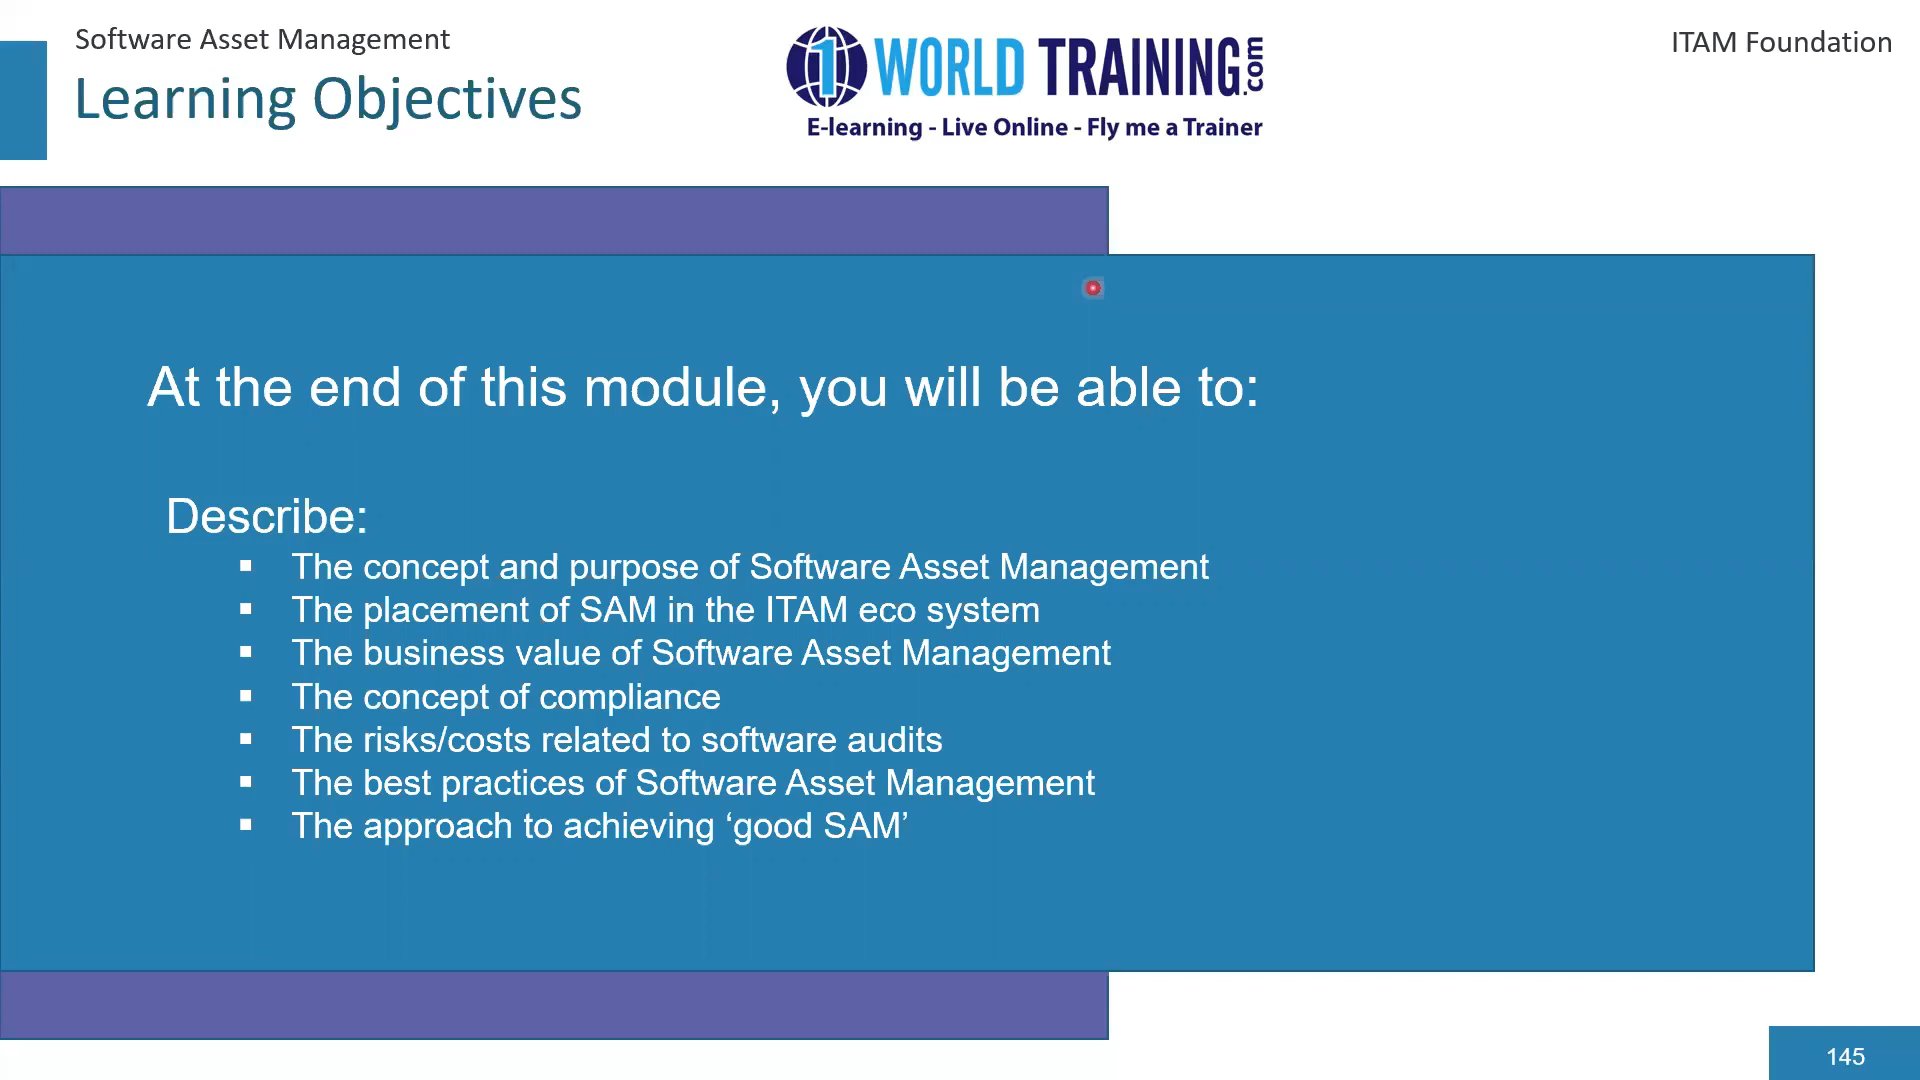 Software Asset Management
Learning Objectives
1 WORLD TRAINING.com
E-learning - Live Online - Fly me a Trainer
ITAM Foundation
At the end of this module, you will be able to:
Describe:
▪ The concept and purpose of Software Asset Management
▪ The placement of SAM in the ITAM eco system
▪ The business value of Software Asset Management
▪ The concept of compliance
▪ The risks/costs related to software audits
▪ The best practices of Software Asset Management
▪ The approach to achieving ‘good SAM’
145